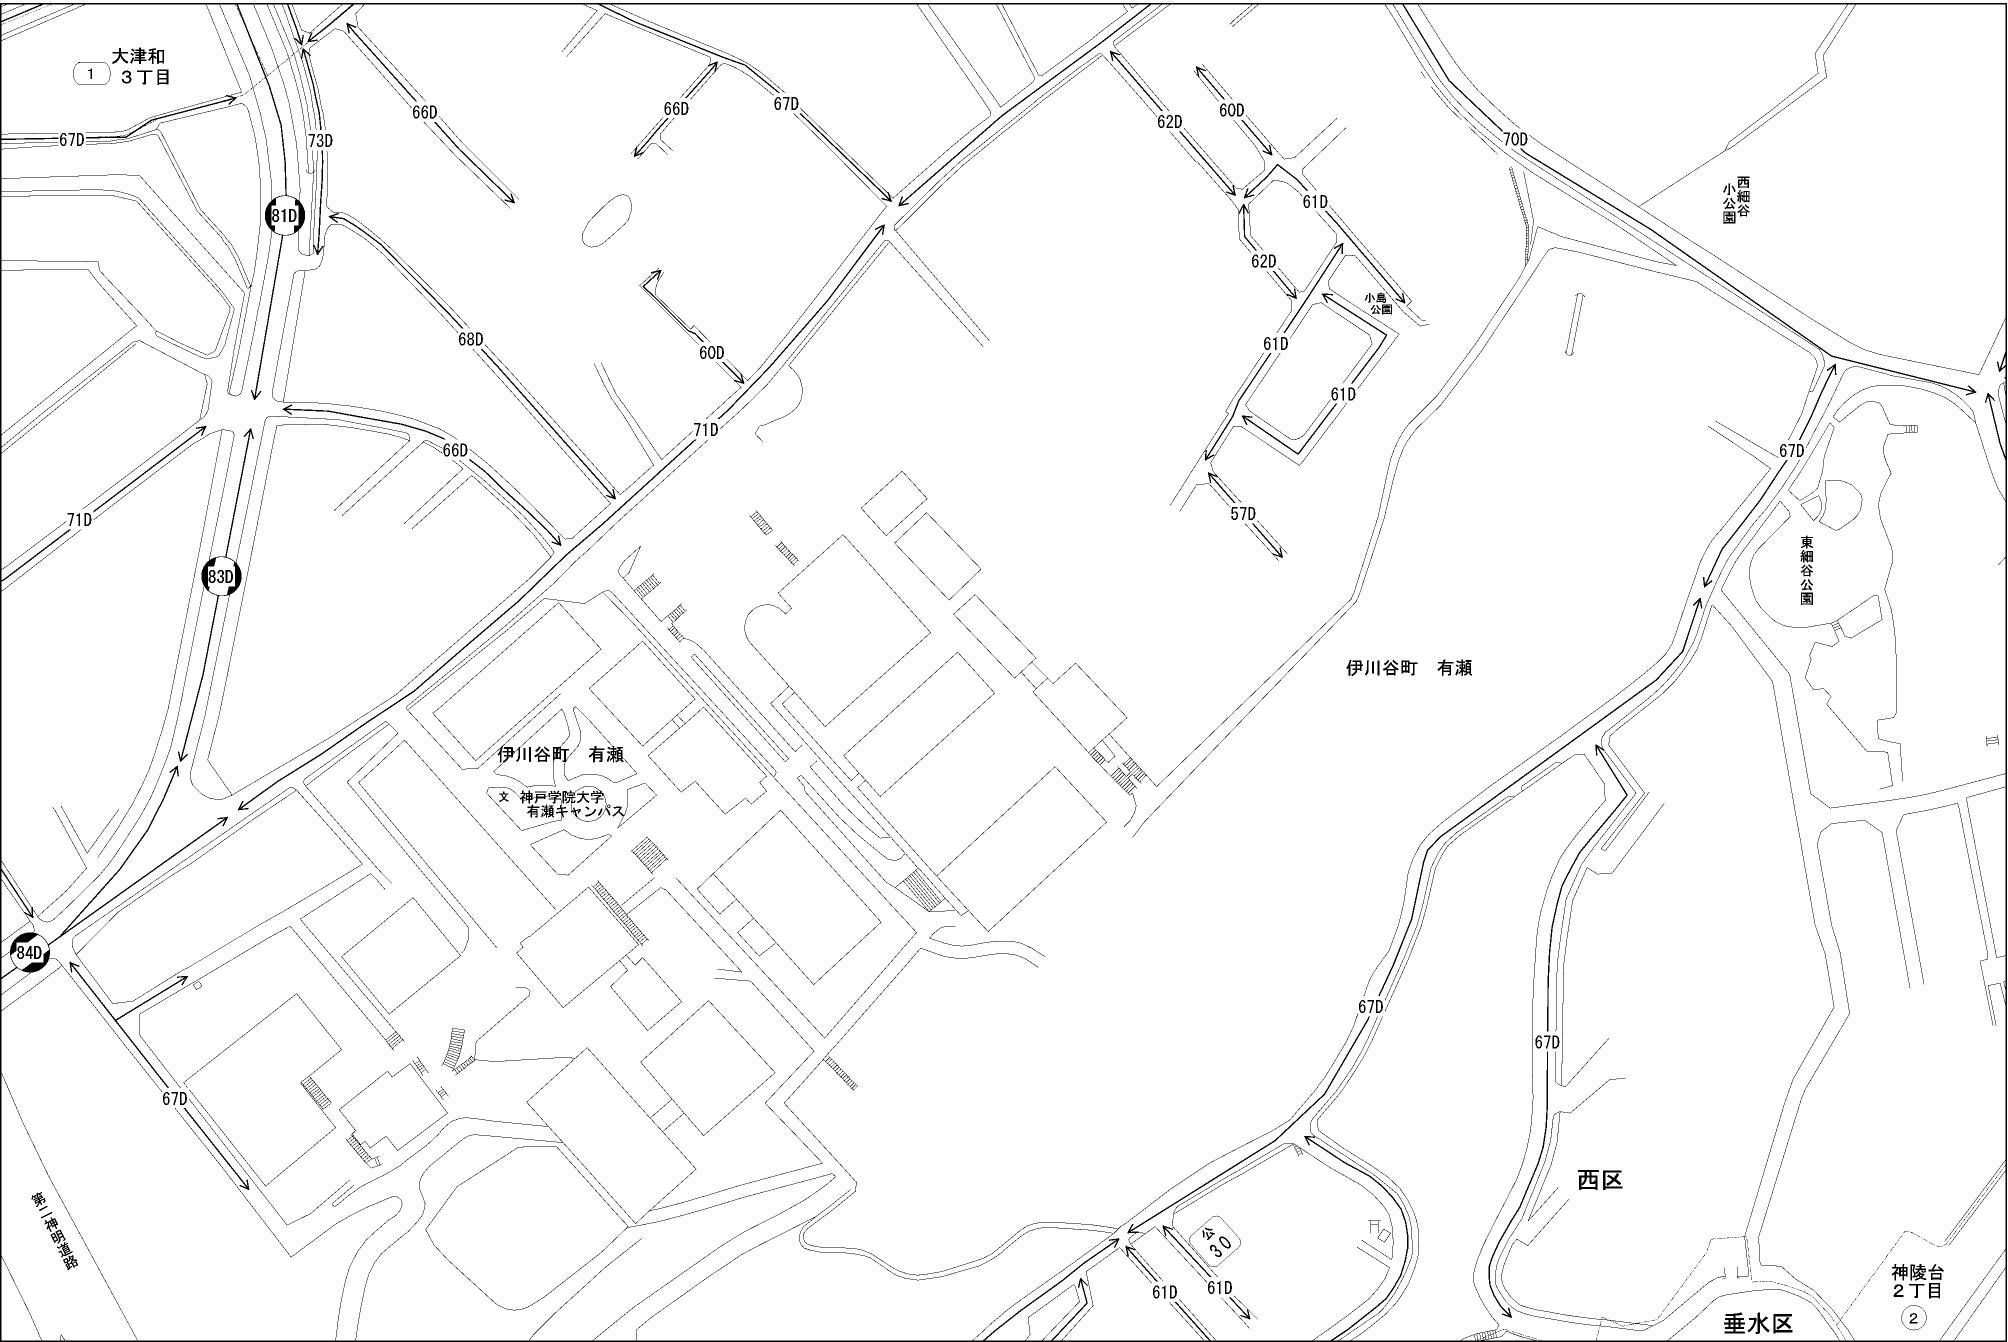 大津和
1
3丁目
66D
66D
67D
67D
73D
62D
60D
70D
西細谷
小公園
81D
61D
62D
小島
公園
68D
60D
61D
61D
71D
66D
67D
71D
57D
東細谷公園
83D
伊川谷町 有瀬
伊川谷町 有瀬
文 神戸学院大学
有瀬キャンパス
84D
67D
67D
67D
西区
第二神明道路
公
30
61D
61D
神陵台
2丁目
垂水区
2